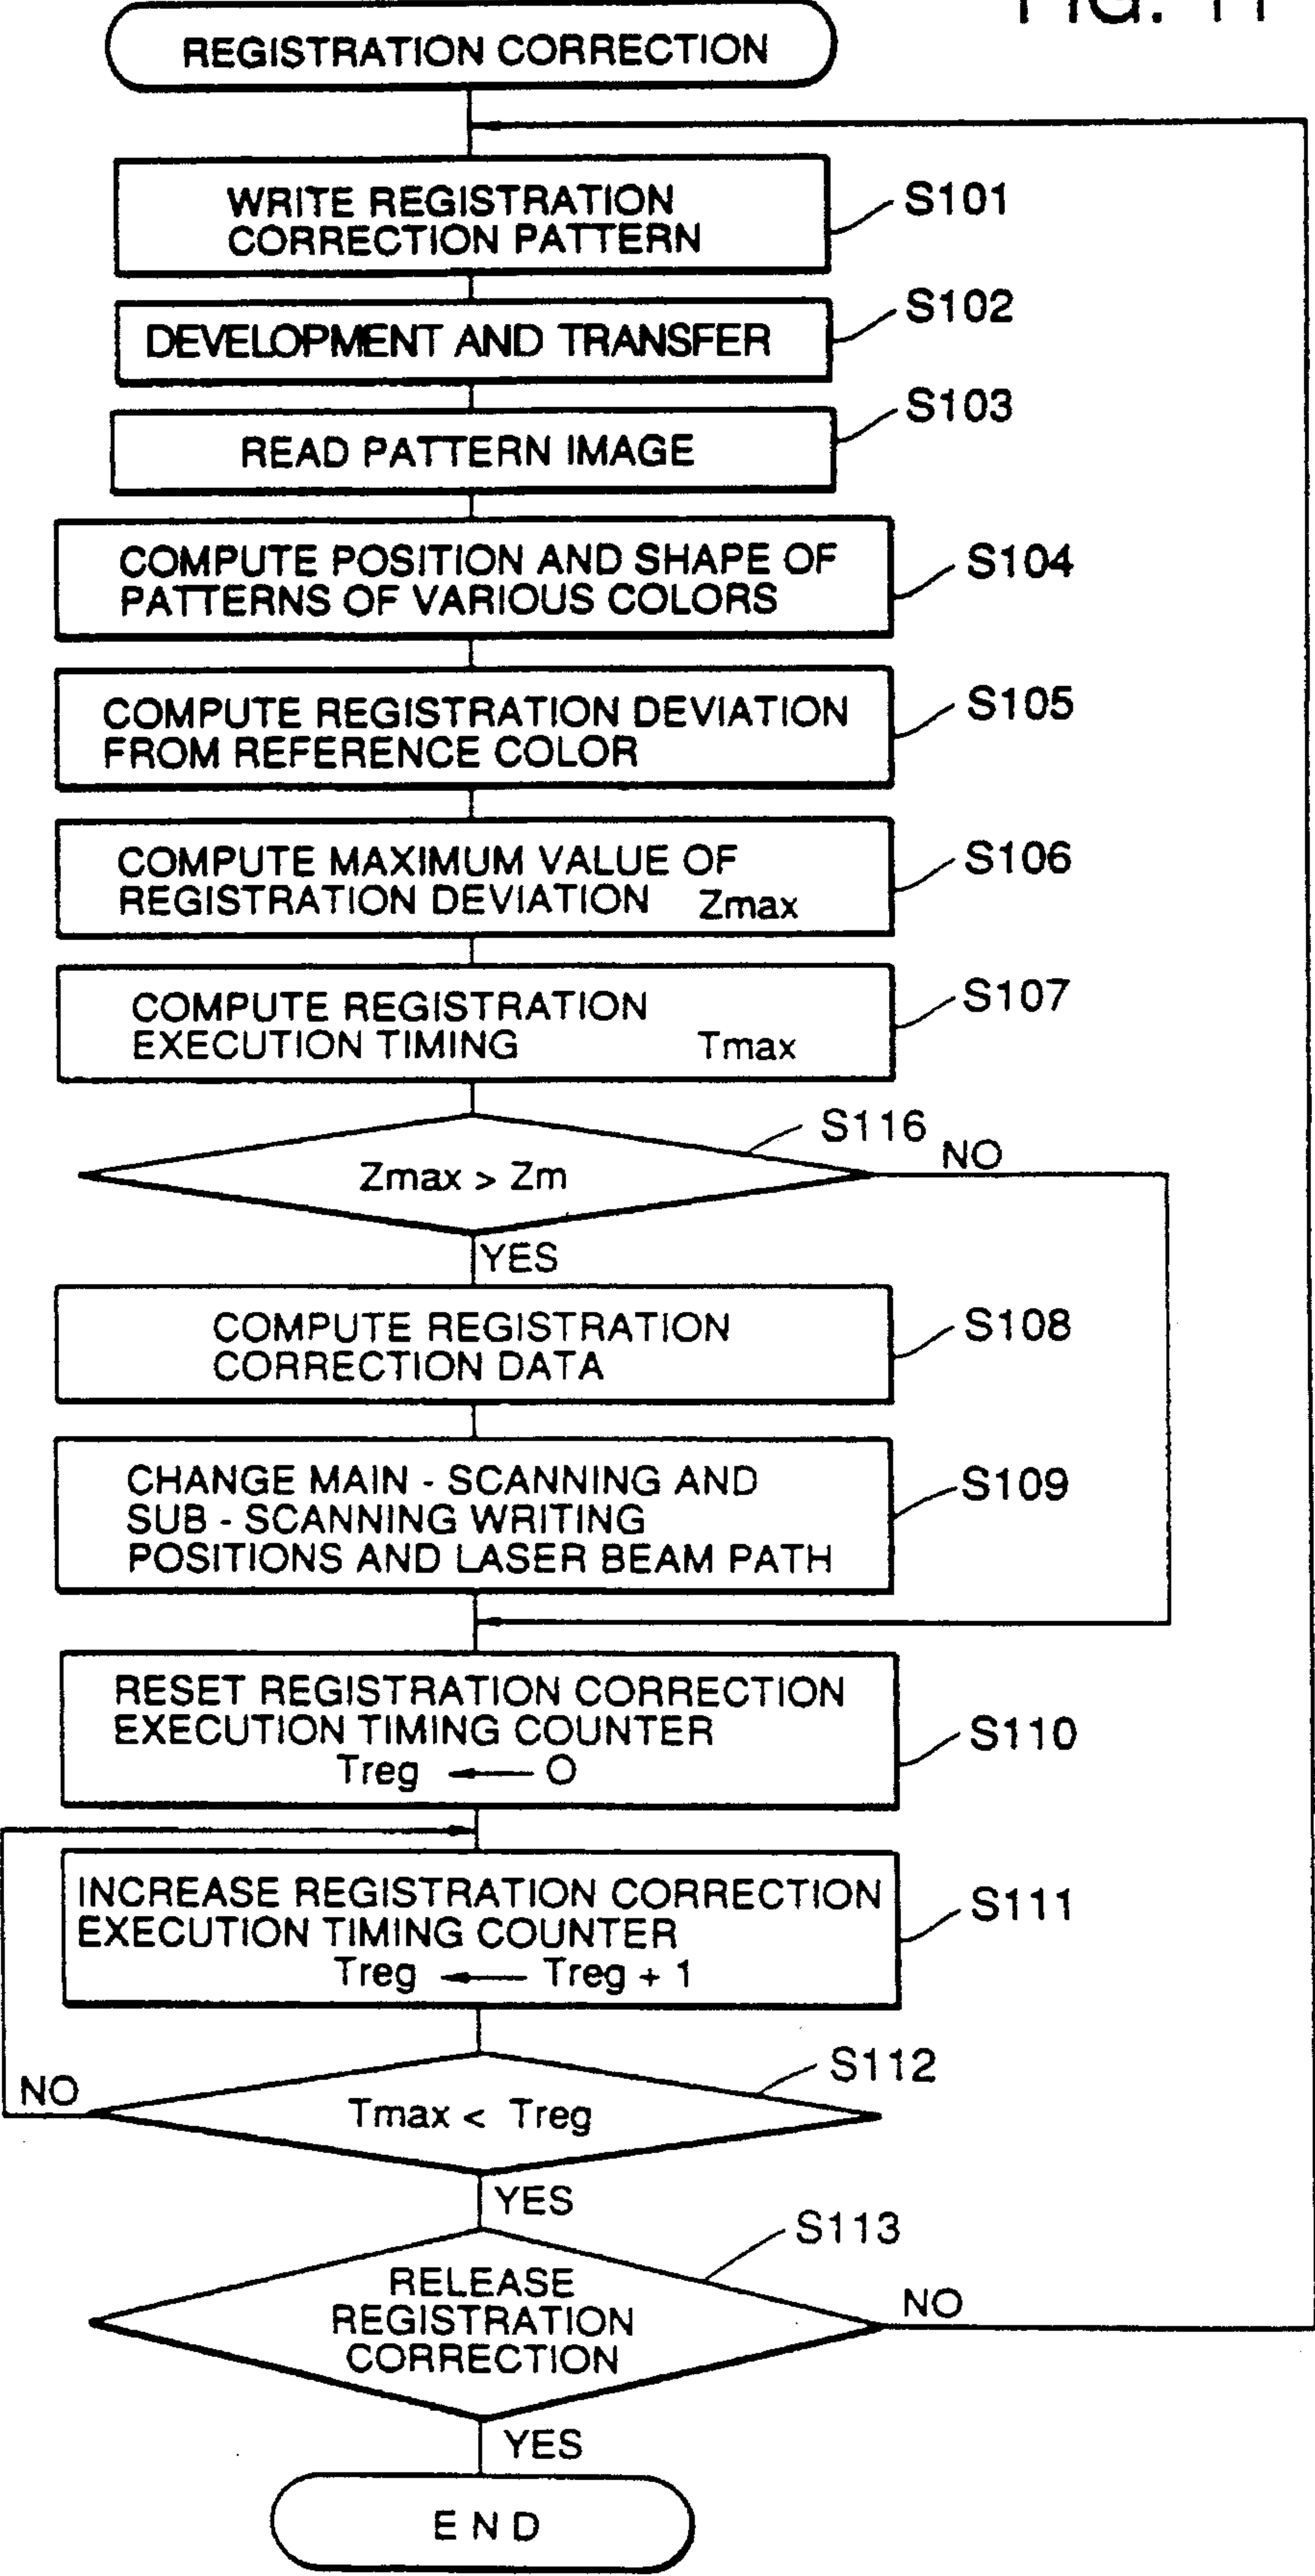 FIG. 11
REGISTRATION CORRECTION
WRITE REGISTRATION
CORRECTION PATTERN
S101
DEVELOPMENT AND TRANSFER
S102
READ PATTERN IMAGE
S103
COMPUTE POSITION AND SHAPE OF
PATTERNS OF VARIOUS COLORS
S104
COMPUTE REGISTRATION DEVIATION
FROM REFERENCE COLOR
S105
COMPUTE MAXIMUM VALUE OF
REGISTRATION DEVIATION Zmax
S106
COMPUTE REGISTRATION
EXECUTION TIMING Tmax
S107
S116
Zmax > Zm
NO
YES
COMPUTE REGISTRATION
CORRECTION DATA
S108
CHANGE MAIN - SCANNING AND
SUB - SCANNING WRITING
POSITIONS AND LASER BEAM PATH
S109
RESET REGISTRATION CORRECTION
EXECUTION TIMING COUNTER
Treg ← O
S110
INCREASE REGISTRATION CORRECTION
EXECUTION TIMING COUNTER
Treg ← Treg + 1
S111
S112
NO
Tmax < Treg
YES
S113
RELEASE
REGISTRATION
CORRECTION
NO
YES
END